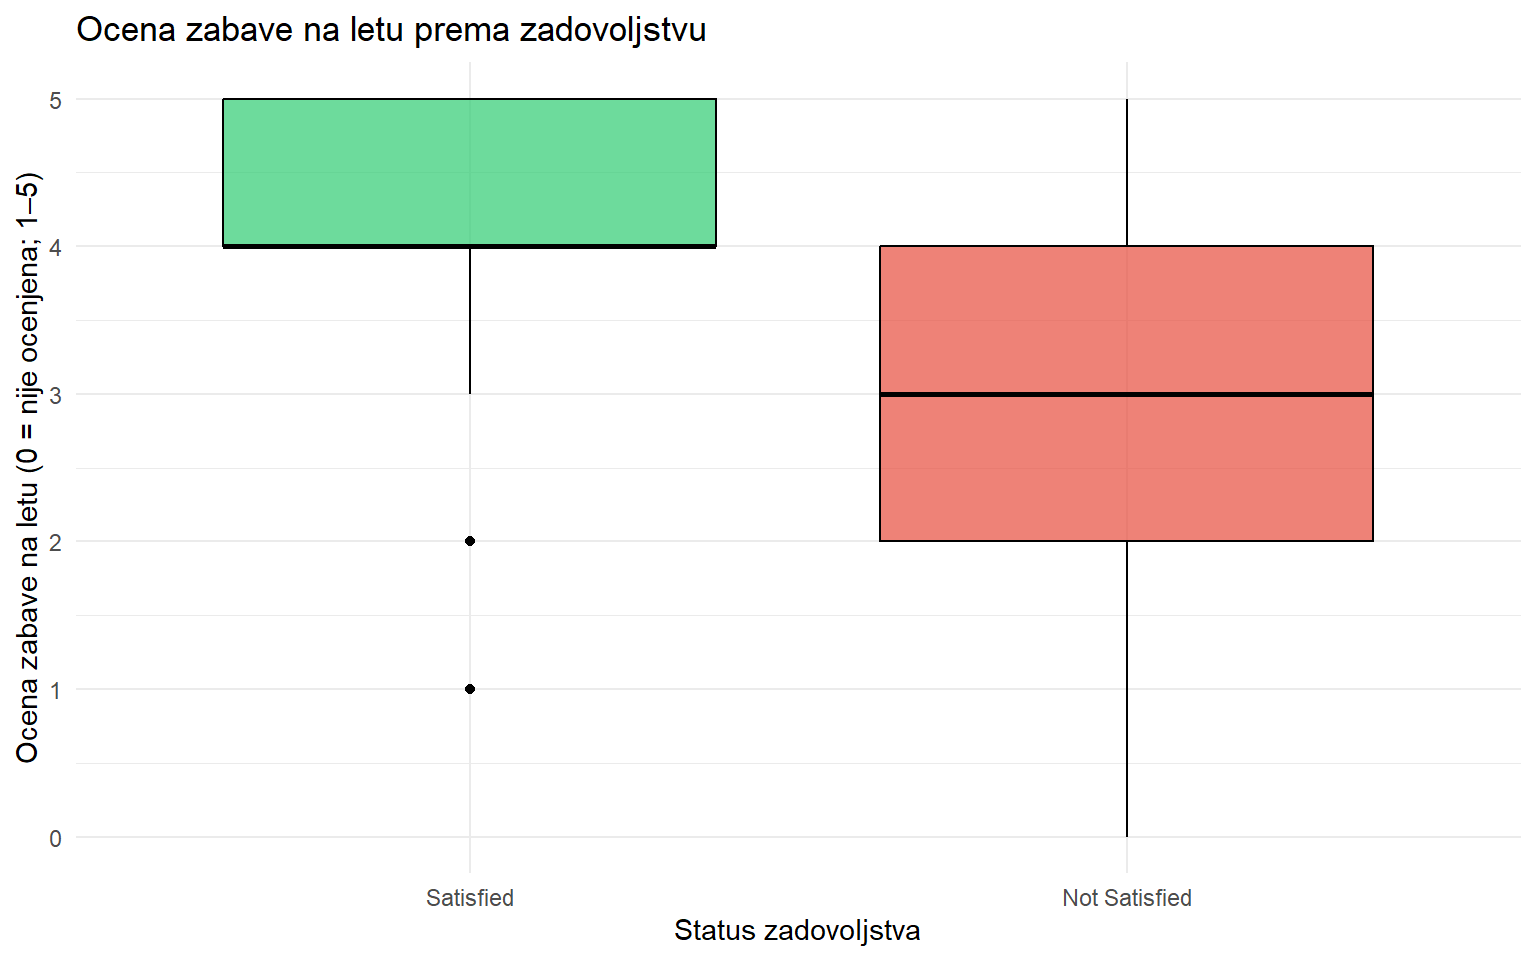 Ocena zabave na letu prema zadovoljstvu
Ocena zabave na letu (0 = nije ocenjena; 1–5)
5
4
3
2
1
0
Satisfied
Not Satisfied
Status zadovoljstva